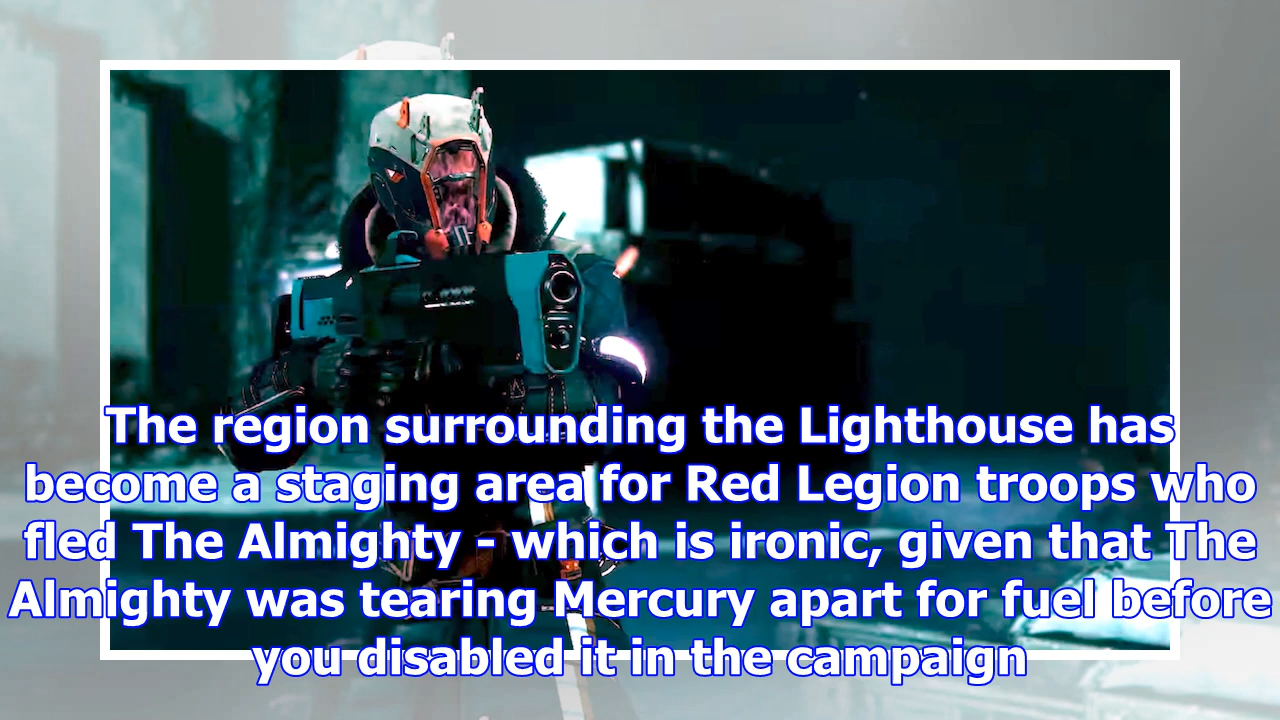 The region surrounding the Lighthouse has
become a staging area for Red Legion troops who
fled The Almighty - which is ironic, given that The
Almighty was tearing Mercury apart for fuel before
you disabled it in the campaign